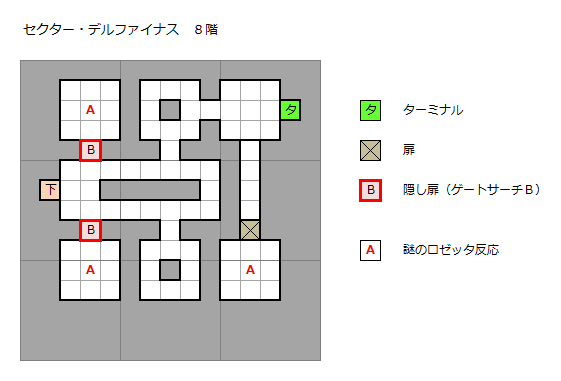 セクター・デルファイナス　８階
A
タ
B
下
B
A
A
タ ターミナル
扉
B 隠し扉（ゲートサーチＢ）
A 謎のロゼッタ反応